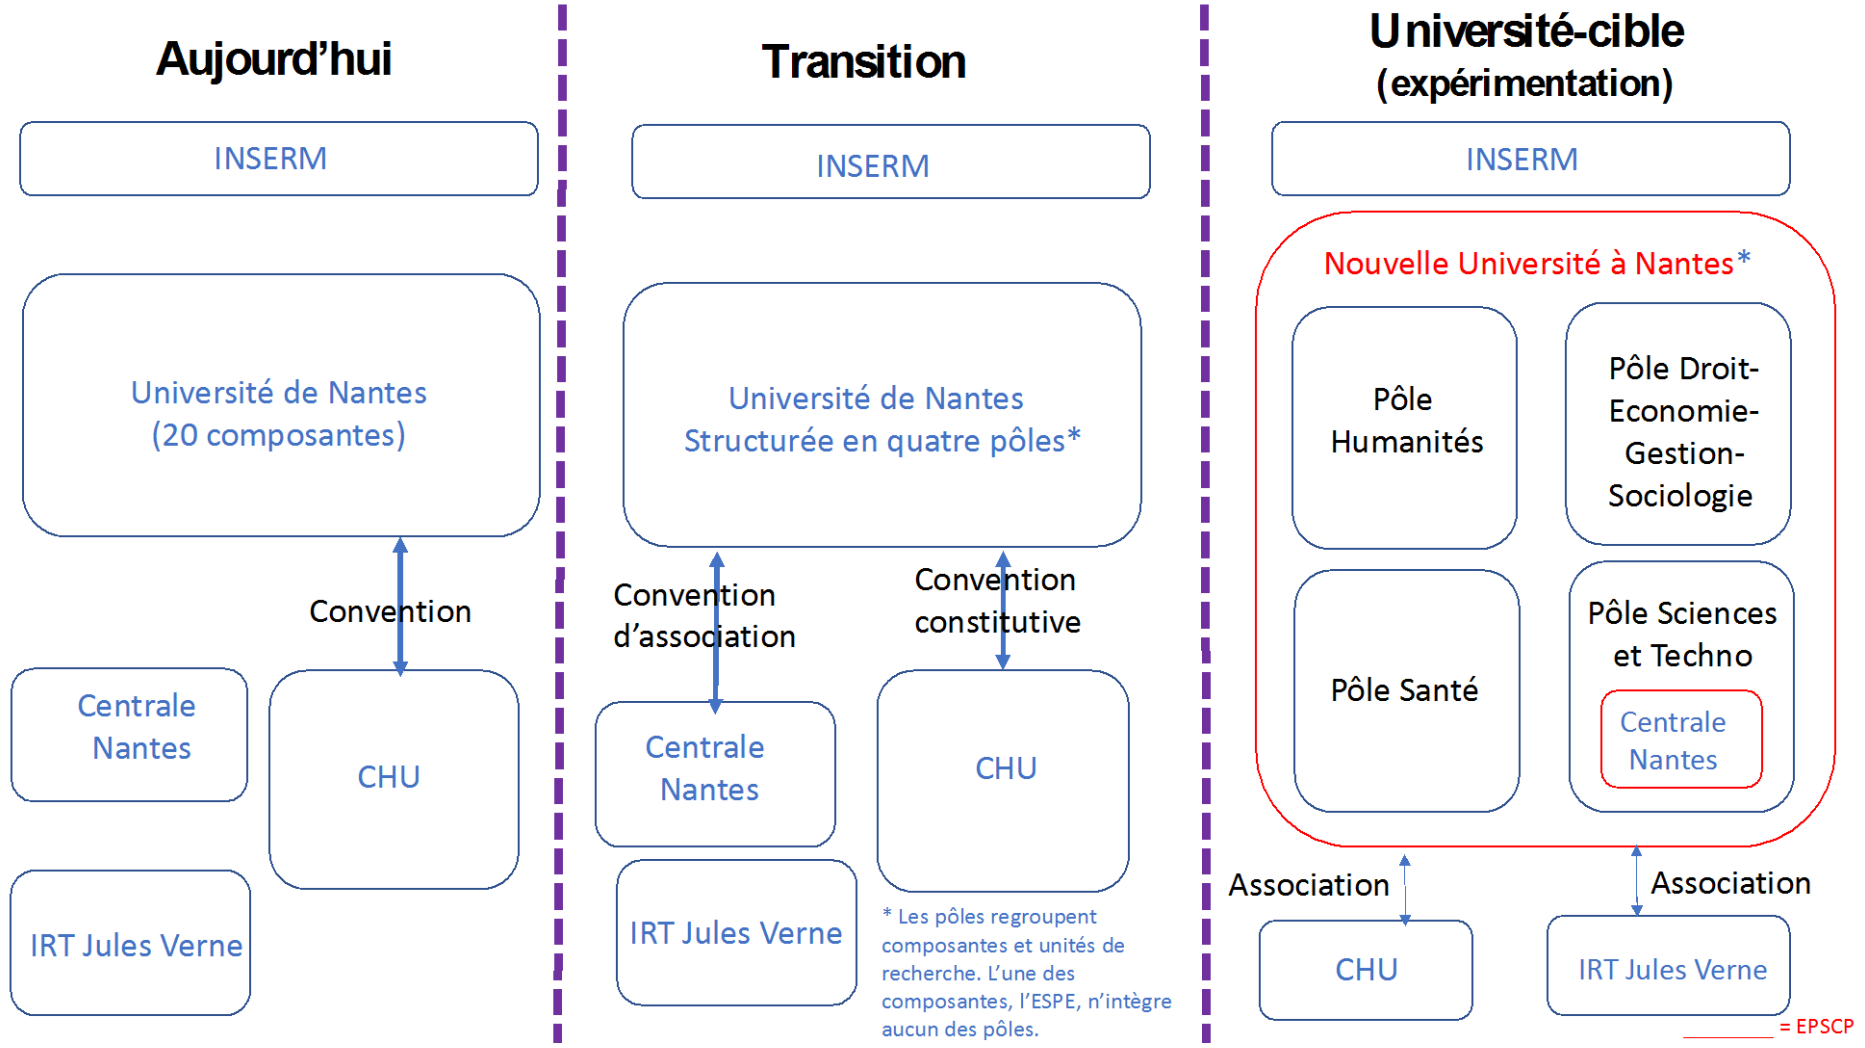 Aujourd'hui
INSERM
Université de Nantes
(20 composantes)
Convention
Centrale
Nantes
CHU
IRT Jules Verne
Transition
INSERM
Université de Nantes
Structurée en quatre pôles*
Convention
d'association
Convention
constitutive
Centrale
Nantes
CHU
IRT Jules Verne
* Les pôles regroupent
composantes et unités de
recherche. L'une des
composantes, l'ESPE, n'intègre
aucun des pôles.
Université-cible
(expérimentation)
INSERM
Nouvelle Université à Nantes*
Pôle
Humanités
Pôle Droit-
Economie-
Gestion-
Sociologie
Pôle Santé
Pôle Sciences
et Techno
Centrale
Nantes
Association
Association
CHU
IRT Jules Verne
= EPSCP